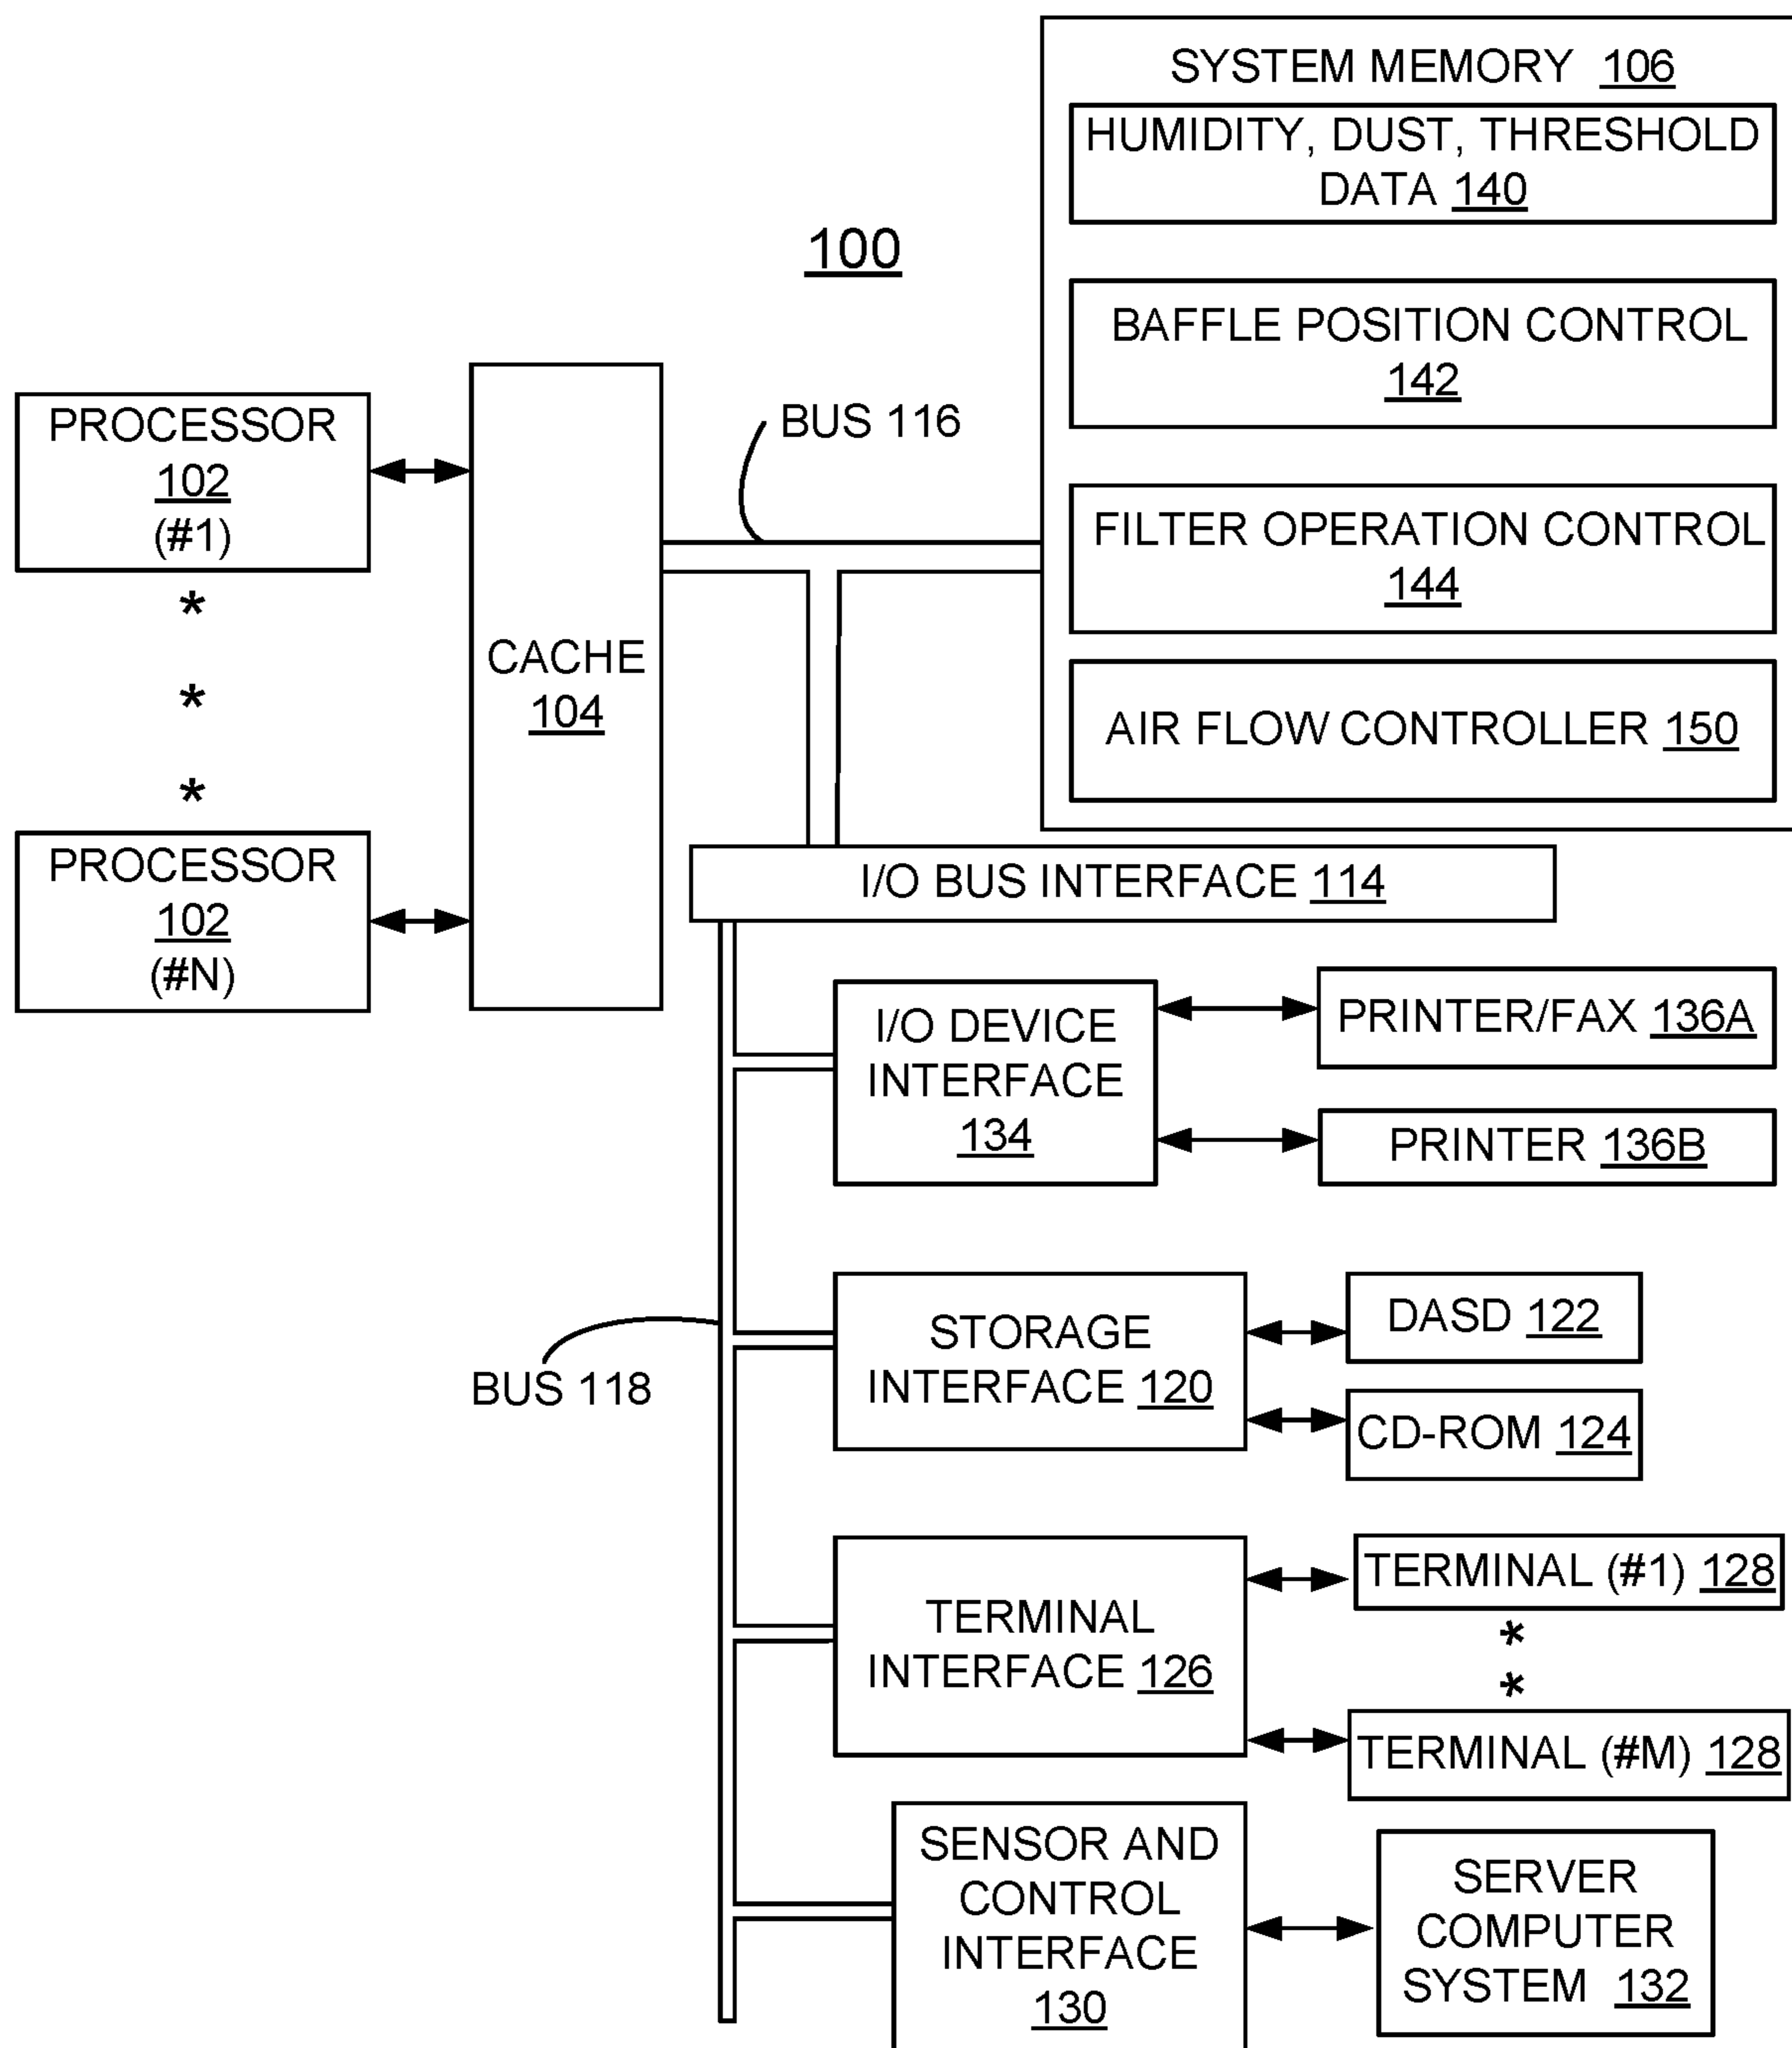 SYSTEM MEMORY 106
HUMIDITY, DUST, THRESHOLD
DATA 140
100
BAFFLE POSITION CONTROL
142
BUS 116
PROCESSOR
102
(#1)
FILTER OPERATION CONTROL
144
*
*
*
CACHE
104
AIR FLOW CONTROLLER 150
PROCESSOR
102
(#N)
I/O BUS INTERFACE 114
I/O DEVICE
INTERFACE
134
PRINTER/FAX 136A
PRINTER 136B
BUS 118
STORAGE
INTERFACE 120
DASD 122
CD-ROM 124
TERMINAL
INTERFACE 126
TERMINAL (#1) 128
*
*
TERMINAL (#M) 128
SENSOR AND
CONTROL
INTERFACE
130
SERVER
COMPUTER
SYSTEM 132